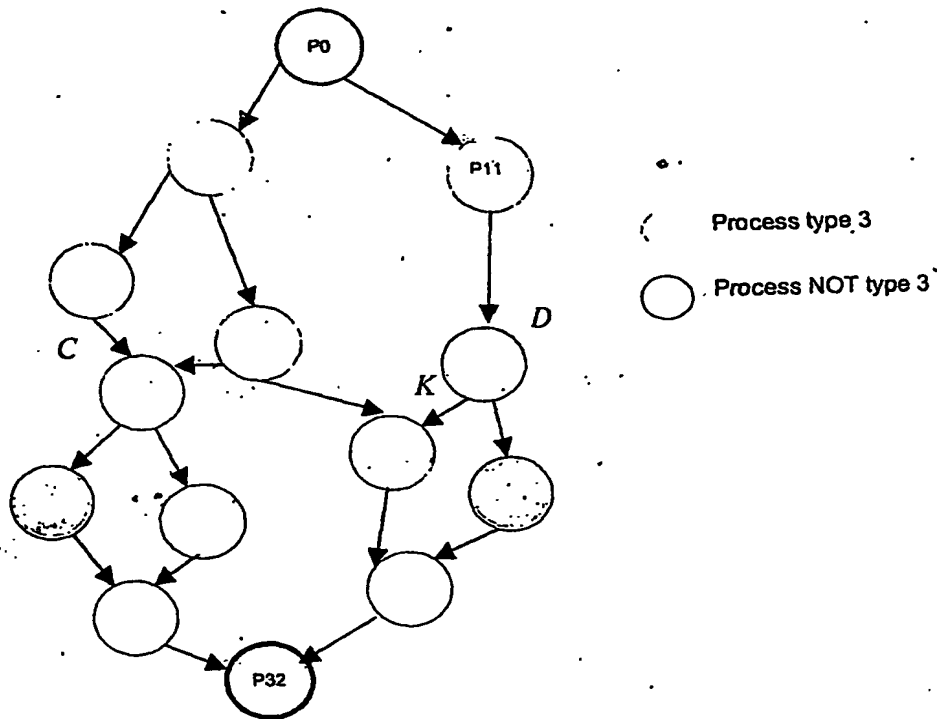 P0
P11
Process type 3
Process NOT type 3
D
C
K
P32